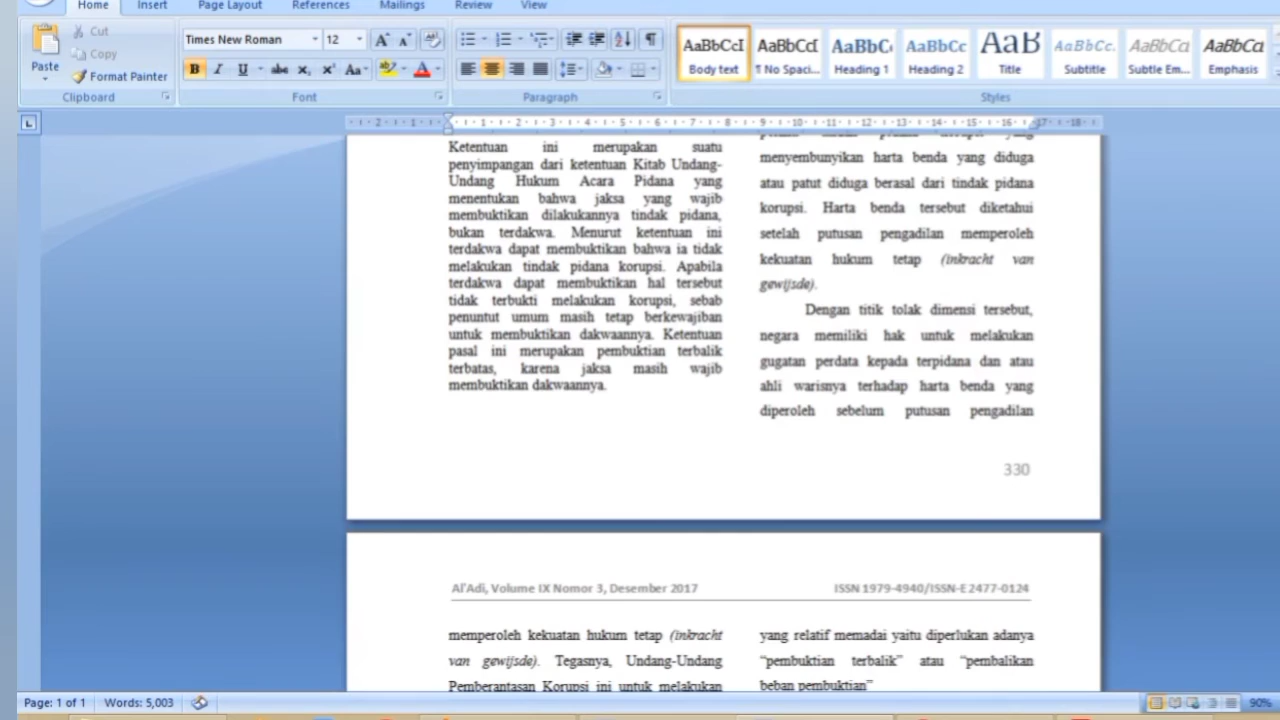 Home Insert Page Layout References Mailings Review View
Cut
Copy
Paste
Format Painter
Clipboard
Times New Roman 12
Font
Paragraph
AaBbCcI AaBbCcI AaBbC AaBbCc AaB AaBbCc. AaBbCc AaBbCc
Body text ¶ No Spaci... Heading 1 Heading 2 Title Subtitle Subtle Em... Emphasis
Styles
Ketentuan ini merupakan suatu
penyimpangan dari ketentuan Kitab Undang-
Undang Hukum Acara Pidana yang
menentukan bahwa jaksa yang wajib
membuktikan dilakukannya tindak pidana,
bukan terdakwa. Menurut ketentuan ini
terdakwa dapat membuktikan bahwa ia tidak
melakukan tindak pidana korupsi. Apabila
terdakwa dapat membuktikan hal tersebut
tidak terbukti melakukan korupsi, sebab
penuntut umum masih tetap berkewajiban
untuk membuktikan dakwaannya. Ketentuan
pasal ini merupakan pembuktian terbalik
terbatas, karena jaksa masih wajib
membuktikan dakwaannya.
menyembunyikan harta benda yang diduga
atau patut diduga berasal dari tindak pidana
korupsi. Harta benda tersebut diketahui
setelah putusan pengadilan memperoleh
kekuatan hukum tetap (inkracht van
gewijsde).
Dengan titik tolak dimensi tersebut,
negara memiliki hak untuk melakukan
gugatan perdata kepada terpidana dan atau
ahli warisnya terhadap harta benda yang
diperoleh sebelum putusan pengadilan
330
Al'Adl, Volume IX Nomor 3, Desember 2017 ISSN 1979-4940/ISSN-E 2477-0124
memperoleh kekuatan hukum tetap (inkracht
van gewijsde). Tegasnya, Undang-Undang
Pemberantasan Korupsi ini untuk melakukan
yang relatif memadai yaitu diperlukan adanya
“pembuktian terbalik” atau “pembalikan
beban pembuktian”
Page: 1 of 1 Words: 5,003 90%